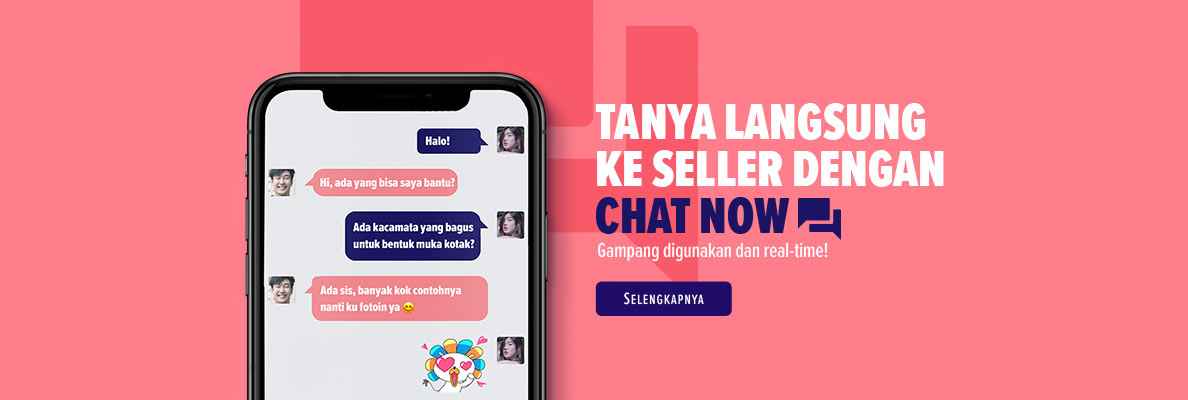 Halo!
Hi, ada yang bisa saya bantu?
Ada kacamata yang bagus
untuk bentuk muka kotak?
Ada sis, banyak kok contohnya
nanti ku fotoin ya 😊
TANYA LANGSUNG
KE SELLER DENGAN
CHAT NOW
Gampang digunakan dan real-time!
SELENGKAPNYA